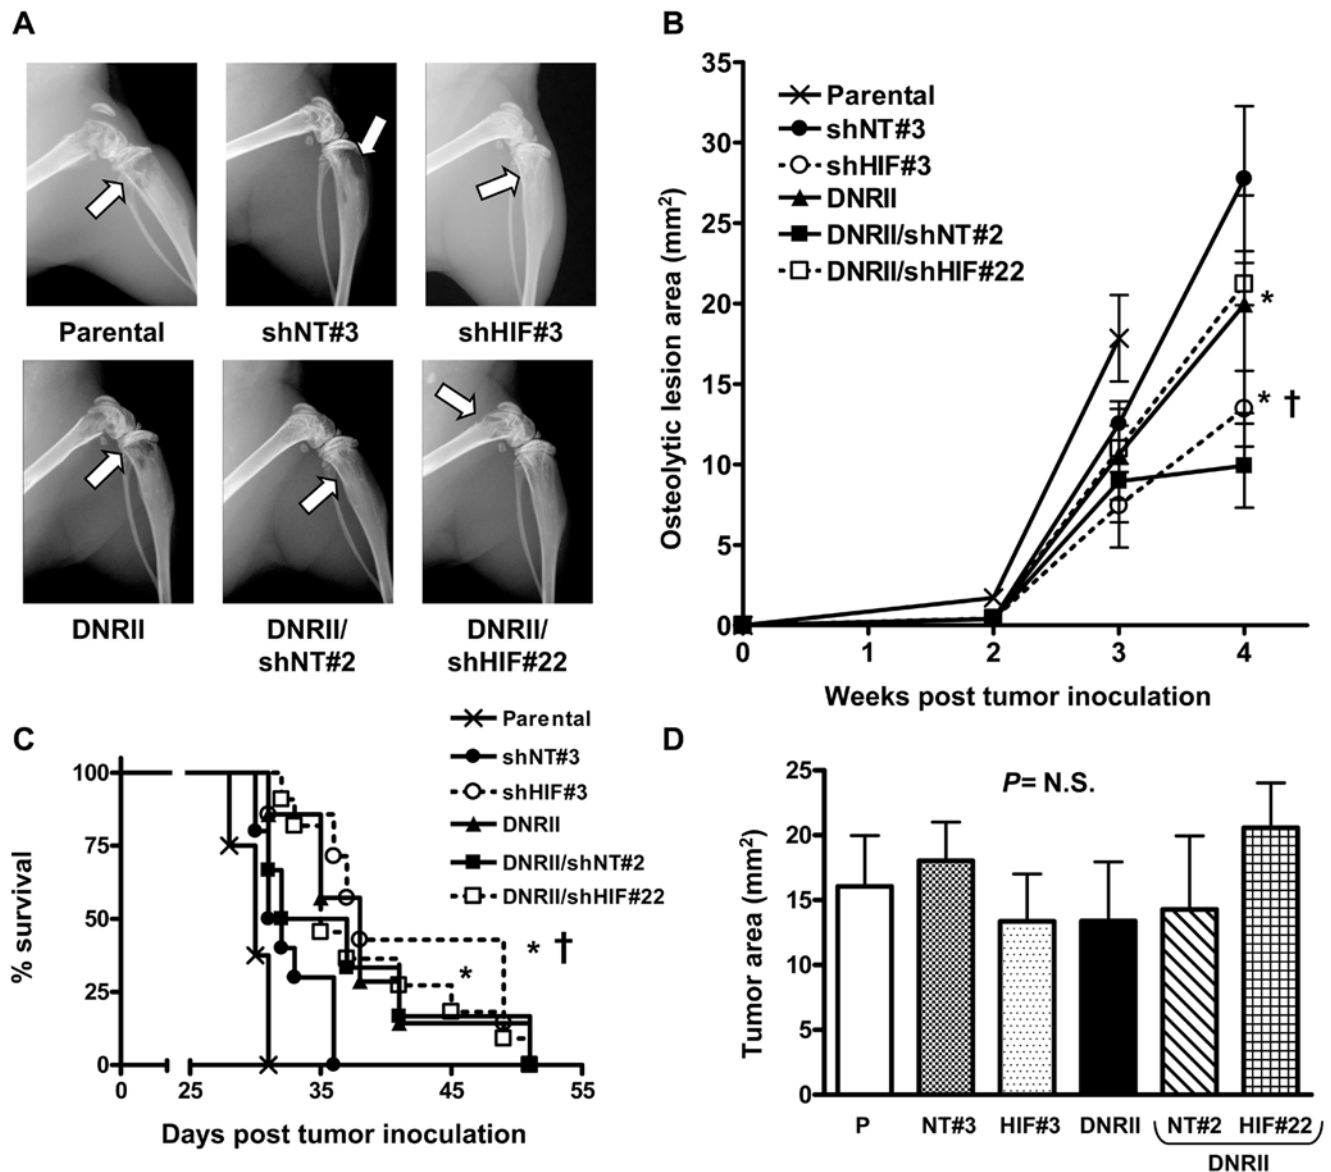 A
Parental
shNT#3
shHIF#3
DNRII
DNRII/
shNT#2
DNRII/
shHIF#22
B
35
30
25
20
15
10
5
0
Osteolytic lesion area (mm²)
Parental
shNT#3
shHIF#3
DNRII
DNRII/shNT#2
DNRII/shHIF#22
*
* †
0 1 2 3 4
Weeks post tumor inoculation
C
Parental
shNT#3
shHIF#3
DNRII
DNRII/shNT#2
DNRII/shHIF#22
100
75
50
25
0
% survival
* †
*
0 25 35 45 55
Days post tumor inoculation
D
P= N.S.
25
20
15
10
5
0
Tumor area (mm²)
P NT#3 HIF#3 DNRII NT#2 HIF#22
DNRII